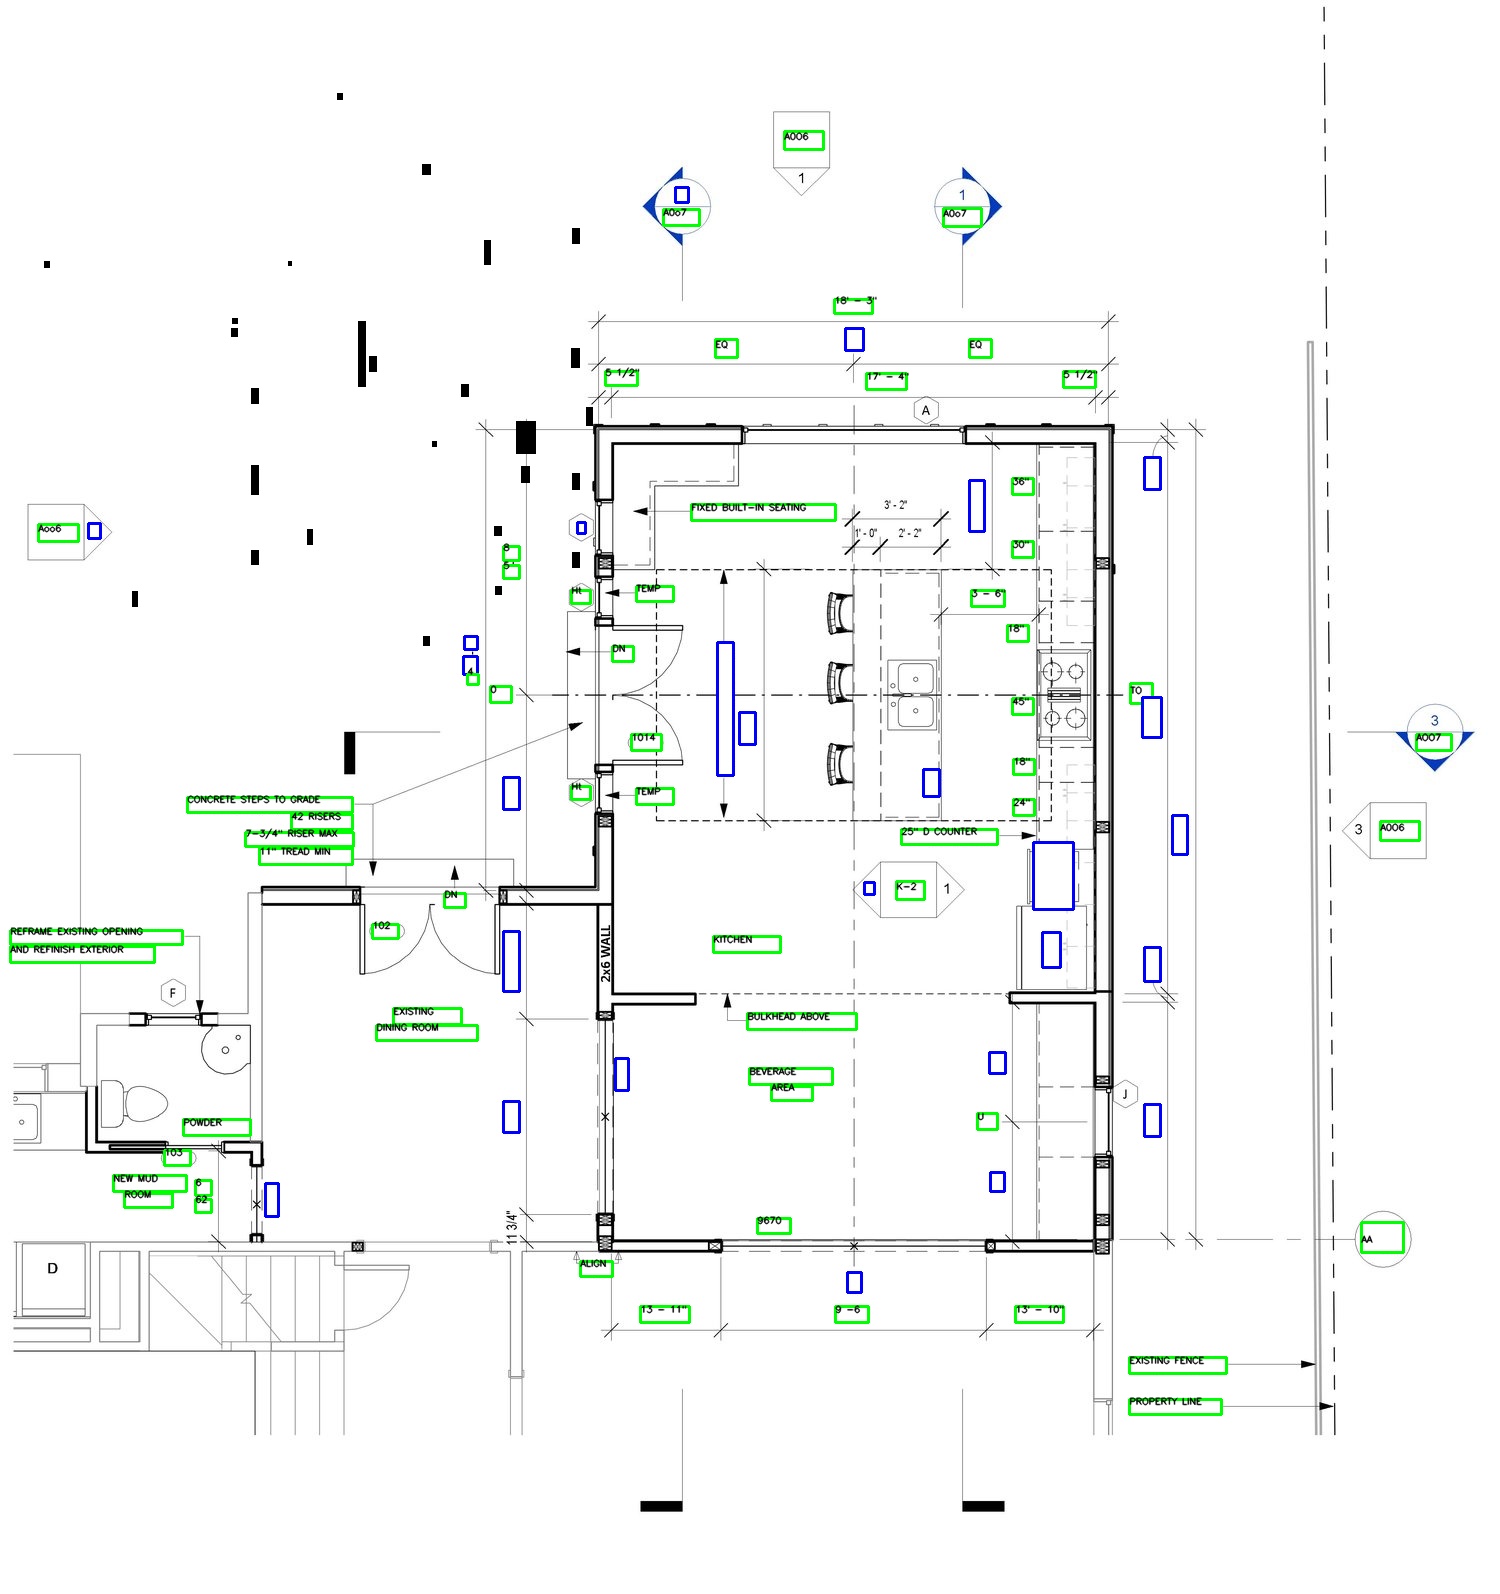 A006
1
A0o7
1
A0o7
18' - 3"
EQ
EQ
5 1/2"
17' - 4"
5 1/2"
A
36"
FIXED BUILT-IN SEATING
3' - 2"
Aoo6
1' - 0"
2' - 2"
30"
8
5'
Ht
TEMP
3 - 6"
18"
DN
4
0
45"
TO
3
A007
1014
18"
Ht
TEMP
CONCRETE STEPS TO GRADE
24"
42 RISERS
7-3/4" RISER MAX
25" D COUNTER
3
A006
11" TREAD MIN
K-2
1
DN
102
REFRAME EXISTING OPENING
AND REFINISH EXTERIOR
KITCHEN
2x6 WALL
F
EXISTING
DINING ROOM
BULKHEAD ABOVE
BEVERAGE
AREA
J
U
POWDER
103
NEW MUD
ROOM
6
62
9670
11 3/4"
AA
ALIGN
D
13 - 11"
9 -6
13' - 10"
EXISTING FENCE
PROPERTY LINE